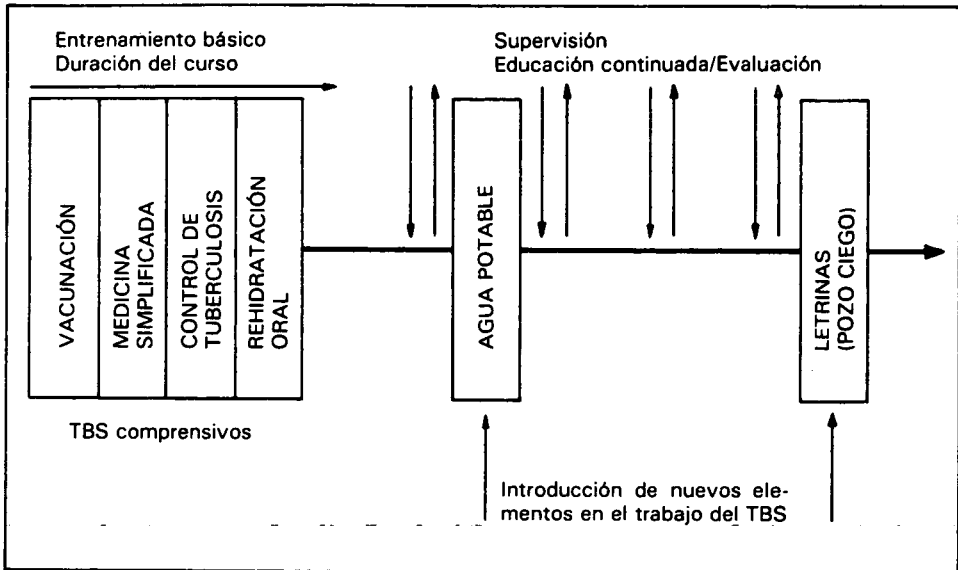 Entrenamiento básico
Duración del curso
Supervisión
Educación continuada/Evaluación
VACUNACIÓN
MEDICINA
SIMPLIFICADA
CONTROL DE
TUBERCULOSIS
REHIDRATACIÓN
ORAL
AGUA POTABLE
LETRINAS
(POZO CIEGO)
TBS comprensivos
Introducción de nuevos ele-
mentos en el trabajo del TBS